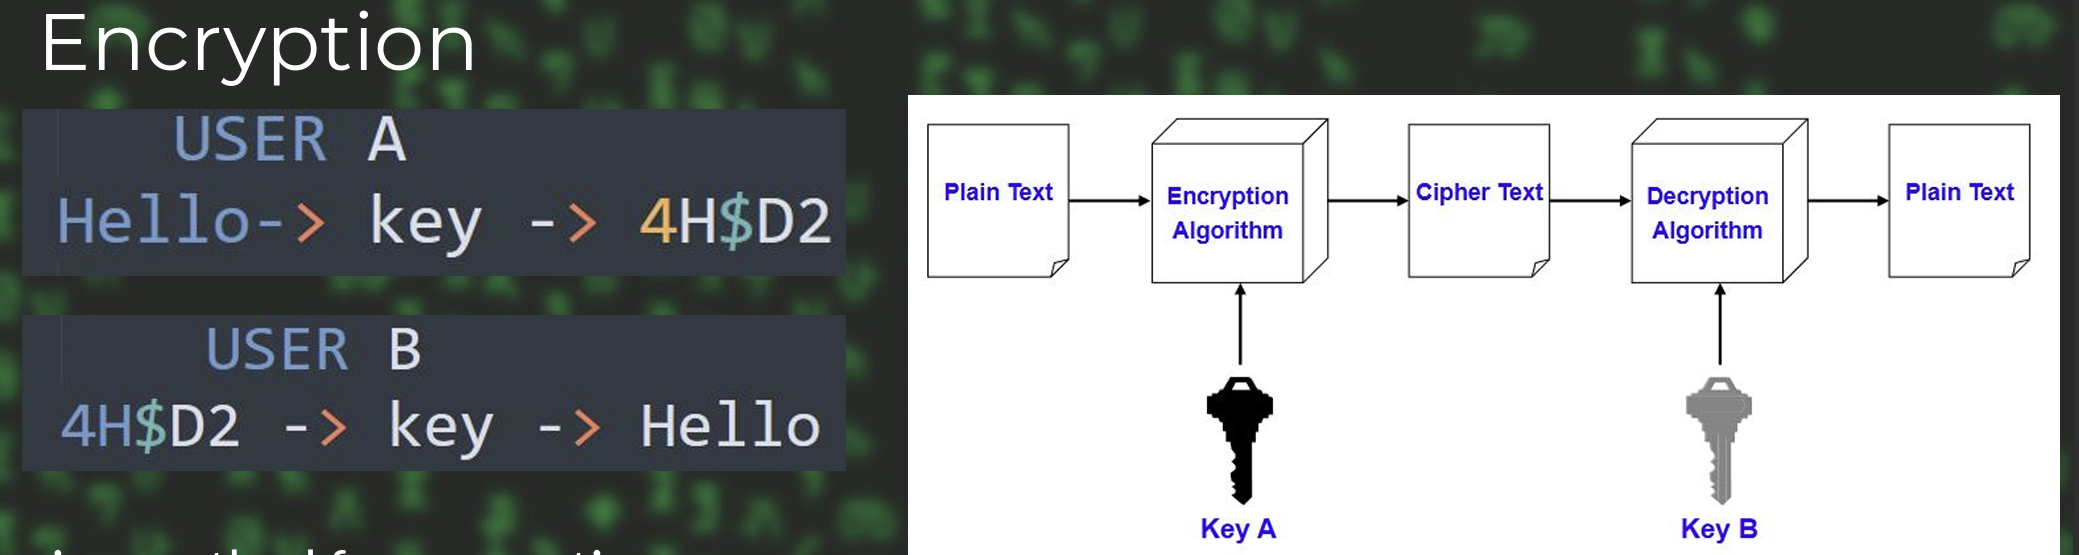 Encryption
USER A
Hello-> key -> 4H$D2
USER B
4H$D2 -> key -> Hello
Plain Text
Encryption
Algorithm
Cipher Text
Decryption
Algorithm
Plain Text
Key A
Key B